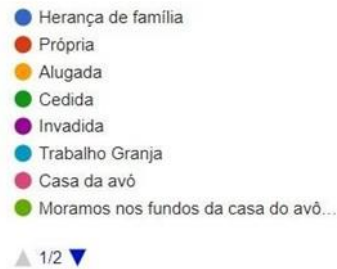 Herança de família
Própria
Alugada
Cedida
Invadida
Trabalho Granja
Casa da avó
Moramos nos fundos da casa do avô...
1/2